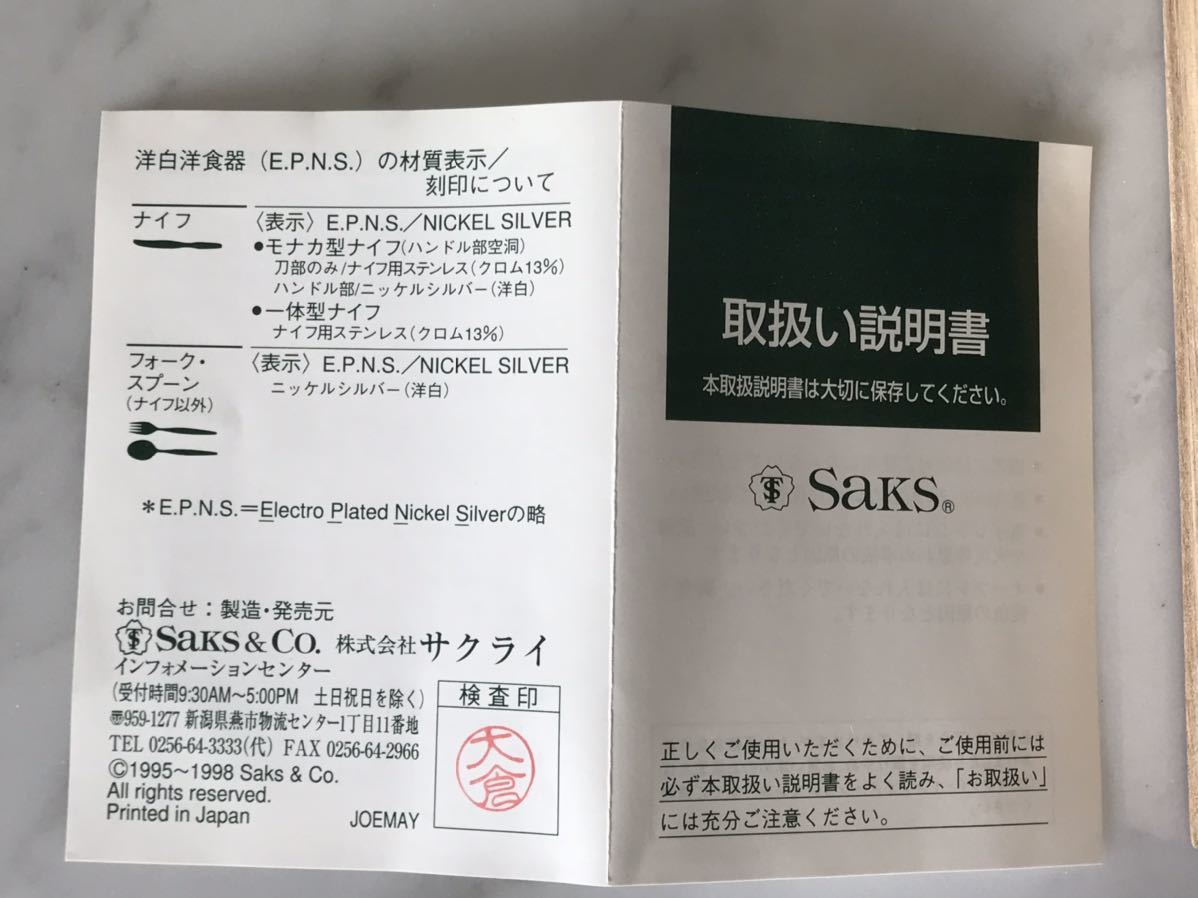 洋白洋食器（E.P.N.S.）の材質表示／
刻印について
ナイフ
〈表示〉E.P.N.S.／NICKEL SILVER
●モナカ型ナイフ（ハンドル部空洞）
刀部のみ/ナイフ用ステンレス（クロム13%）
ハンドル部/ニッケルシルバー（洋白）
●一体型ナイフ
ナイフ用ステンレス（クロム13%）
フォーク・
スプーン
（ナイフ以外）
〈表示〉E.P.N.S.／NICKEL SILVER
ニッケルシルバー（洋白）
＊E.P.N.S.＝Electro Plated Nickel Silverの略
お問合せ：製造・発売元
SAKS & CO. 株式会社サクライ
インフォメーションセンター
（受付時間9:30AM〜5:00PM 土日祝日を除く）
〠959-1277 新潟県燕市物流センター1丁目11番地
TEL 0256-64-3333（代） FAX 0256-64-2966
©1995〜1998 Saks & Co.
All rights reserved.
Printed in Japan
JOEMAY
検査印
大倉
取扱い説明書
本取扱説明書は大切に保存してください。
SAKS®
正しくご使用いただくために、ご使用前には
必ず本取扱い説明書をよく読み、「お取扱い」
には充分ご注意ください。